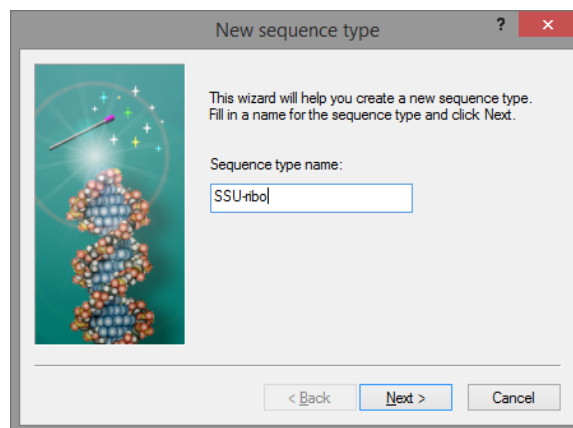 New sequence type
?
×
This wizard will help you create a new sequence type.
Fill in a name for the sequence type and click Next.
Sequence type name:
SSU-ribo
< Back
Next >
Cancel